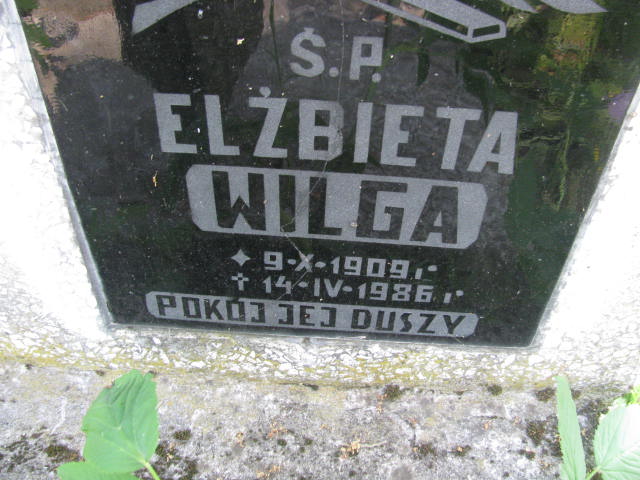 Ś.P.
ELŻBIETA
WILGA
✦ 9·X·1909 r·
✝ 14·IV·1986 r·
POKÓJ JEJ DUSZY